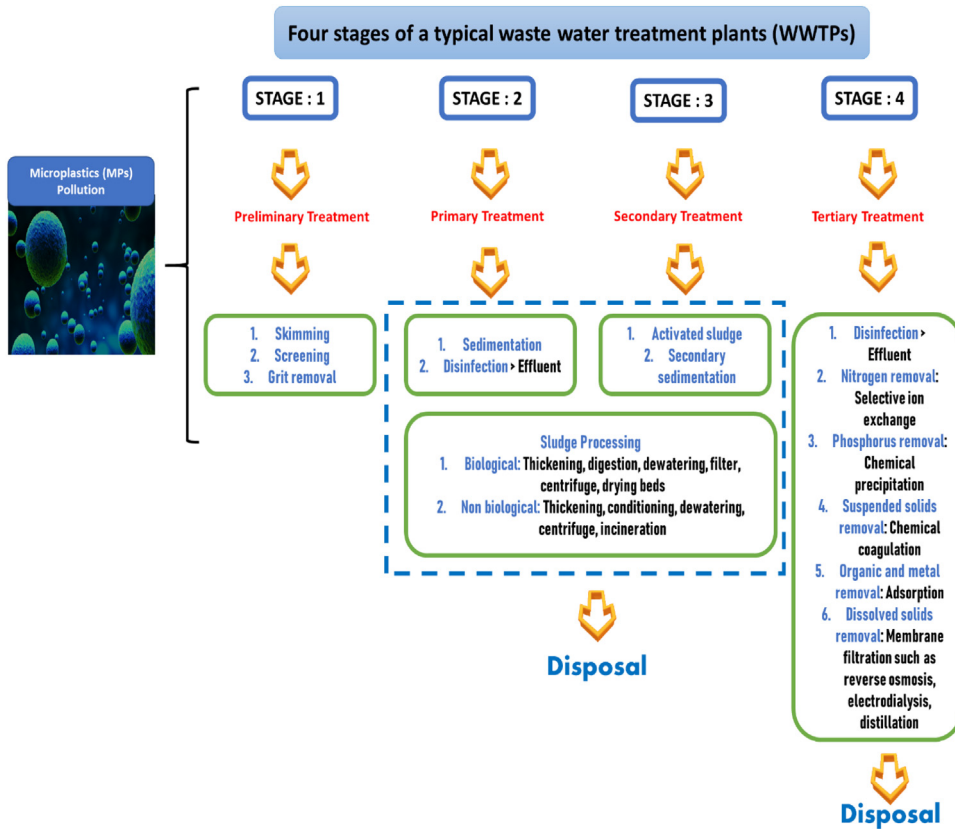 Four stages of a typical waste water treatment plants (WWTPs)
STAGE : 1
STAGE : 2
STAGE : 3
STAGE : 4
Microplastics (MPs)
Pollution
Preliminary Treatment
Primary Treatment
Secondary Treatment
Tertiary Treatment
1. Skimming
2. Screening
3. Grit removal
1. Sedimentation
2. Disinfection > Effluent
1. Activated sludge
2. Secondary
sedimentation
Sludge Processing
1. Biological: Thickening, digestion, dewatering, filter,
centrifuge, drying beds
2. Non biological: Thickening, conditioning, dewatering,
centrifuge, incineration
Disposal
1. Disinfection >
Effluent
2. Nitrogen removal:
Selective ion
exchange
3. Phosphorus removal:
Chemical
precipitation
4. Suspended solids
removal: Chemical
coagulation
5. Organic and metal
removal: Adsorption
6. Dissolved solids
removal: Membrane
filtration such as
reverse osmosis,
electrodialysis,
distillation
Disposal